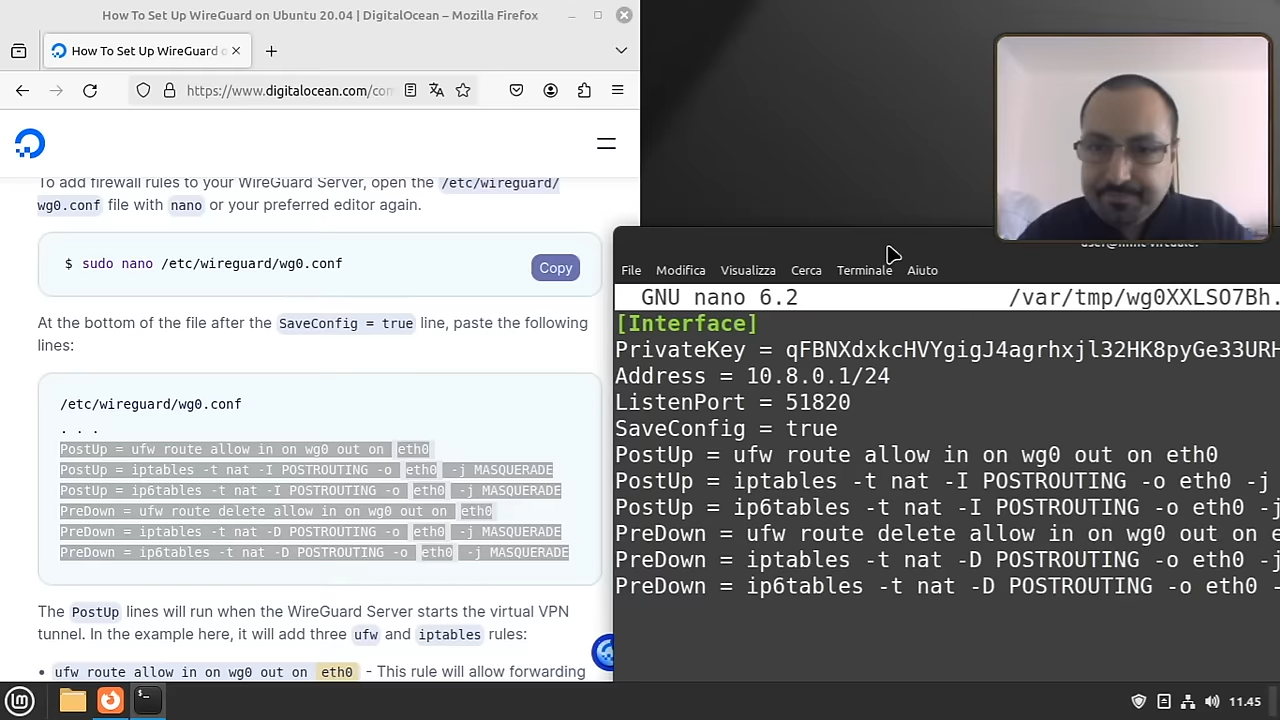 How To Set Up WireGuard on Ubuntu 20.04 | DigitalOcean – Mozilla Firefox
How To Set Up WireGuard o
https://www.digitalocean.com/com
To add firewall rules to your WireGuard Server, open the /etc/wireguard/
wg0.conf file with nano or your preferred editor again.
$ sudo nano /etc/wireguard/wg0.conf
Copy
At the bottom of the file after the SaveConfig = true line, paste the following
lines:
/etc/wireguard/wg0.conf
. . .
PostUp = ufw route allow in on wg0 out on eth0
PostUp = iptables -t nat -I POSTROUTING -o eth0 -j MASQUERADE
PostUp = ip6tables -t nat -I POSTROUTING -o eth0 -j MASQUERADE
PreDown = ufw route delete allow in on wg0 out on eth0
PreDown = iptables -t nat -D POSTROUTING -o eth0 -j MASQUERADE
PreDown = ip6tables -t nat -D POSTROUTING -o eth0 -j MASQUERADE
The PostUp lines will run when the WireGuard Server starts the virtual VPN
tunnel. In the example here, it will add three ufw and iptables rules:
• ufw route allow in on wg0 out on eth0 - This rule will allow forwarding
File Modifica Visualizza Cerca Terminale Aiuto
GNU nano 6.2 /var/tmp/wg0XXLSO7Bh.
[Interface]
PrivateKey = qFBNXdxkcHVYgigJ4agrhxjl32HK8pyGe33URH
Address = 10.8.0.1/24
ListenPort = 51820
SaveConfig = true
PostUp = ufw route allow in on wg0 out on eth0
PostUp = iptables -t nat -I POSTROUTING -o eth0 -j
PostUp = ip6tables -t nat -I POSTROUTING -o eth0 -j
PreDown = ufw route delete allow in on wg0 out on e
PreDown = iptables -t nat -D POSTROUTING -o eth0 -j
PreDown = ip6tables -t nat -D POSTROUTING -o eth0 -
11.45